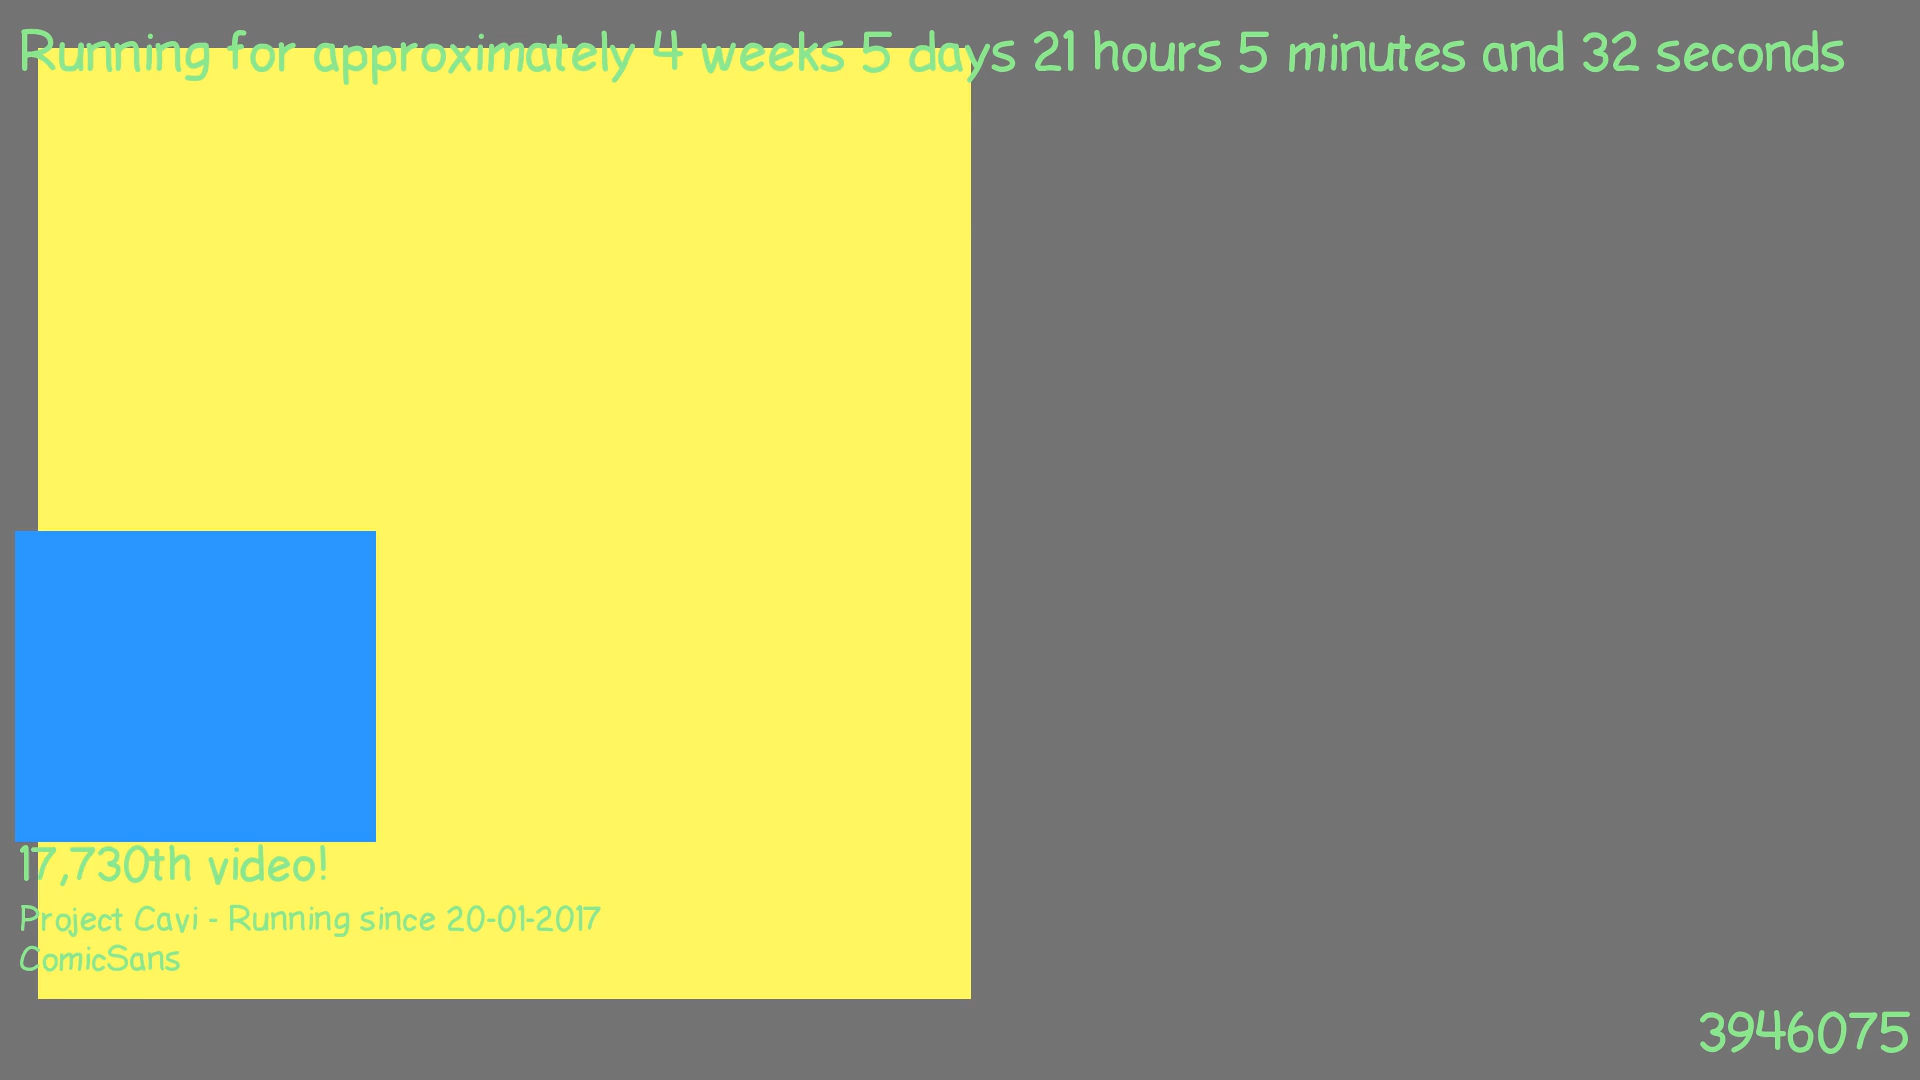 Running for approximately 4 weeks 5 days 21 hours 5 minutes and 32 seconds
17,730th video!
Project Cavi - Running since 20-01-2017
ComicSans
3946075